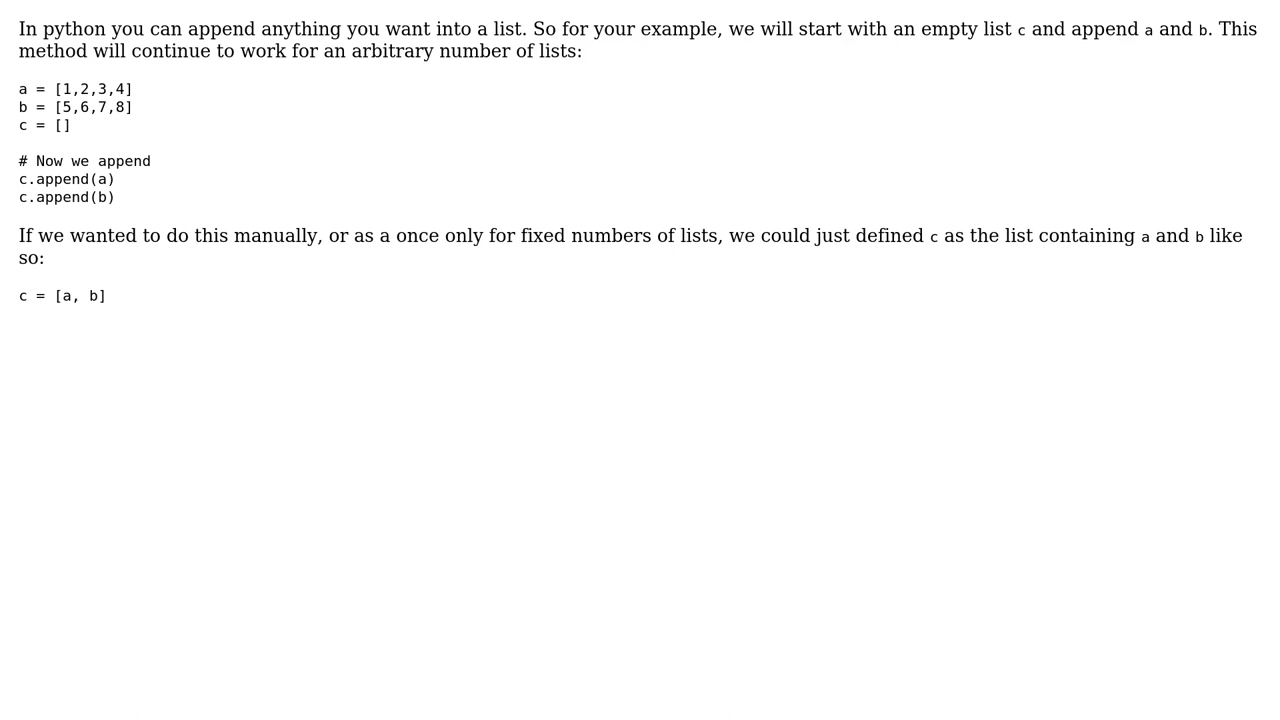 In python you can append anything you want into a list. So for your example, we will start with an empty list c and append a and b. This
method will continue to work for an arbitrary number of lists:
a = [1,2,3,4]
b = [5,6,7,8]
c = []
# Now we append
c.append(a)
c.append(b)
If we wanted to do this manually, or as a once only for fixed numbers of lists, we could just defined c as the list containing a and b like
so:
c = [a, b]